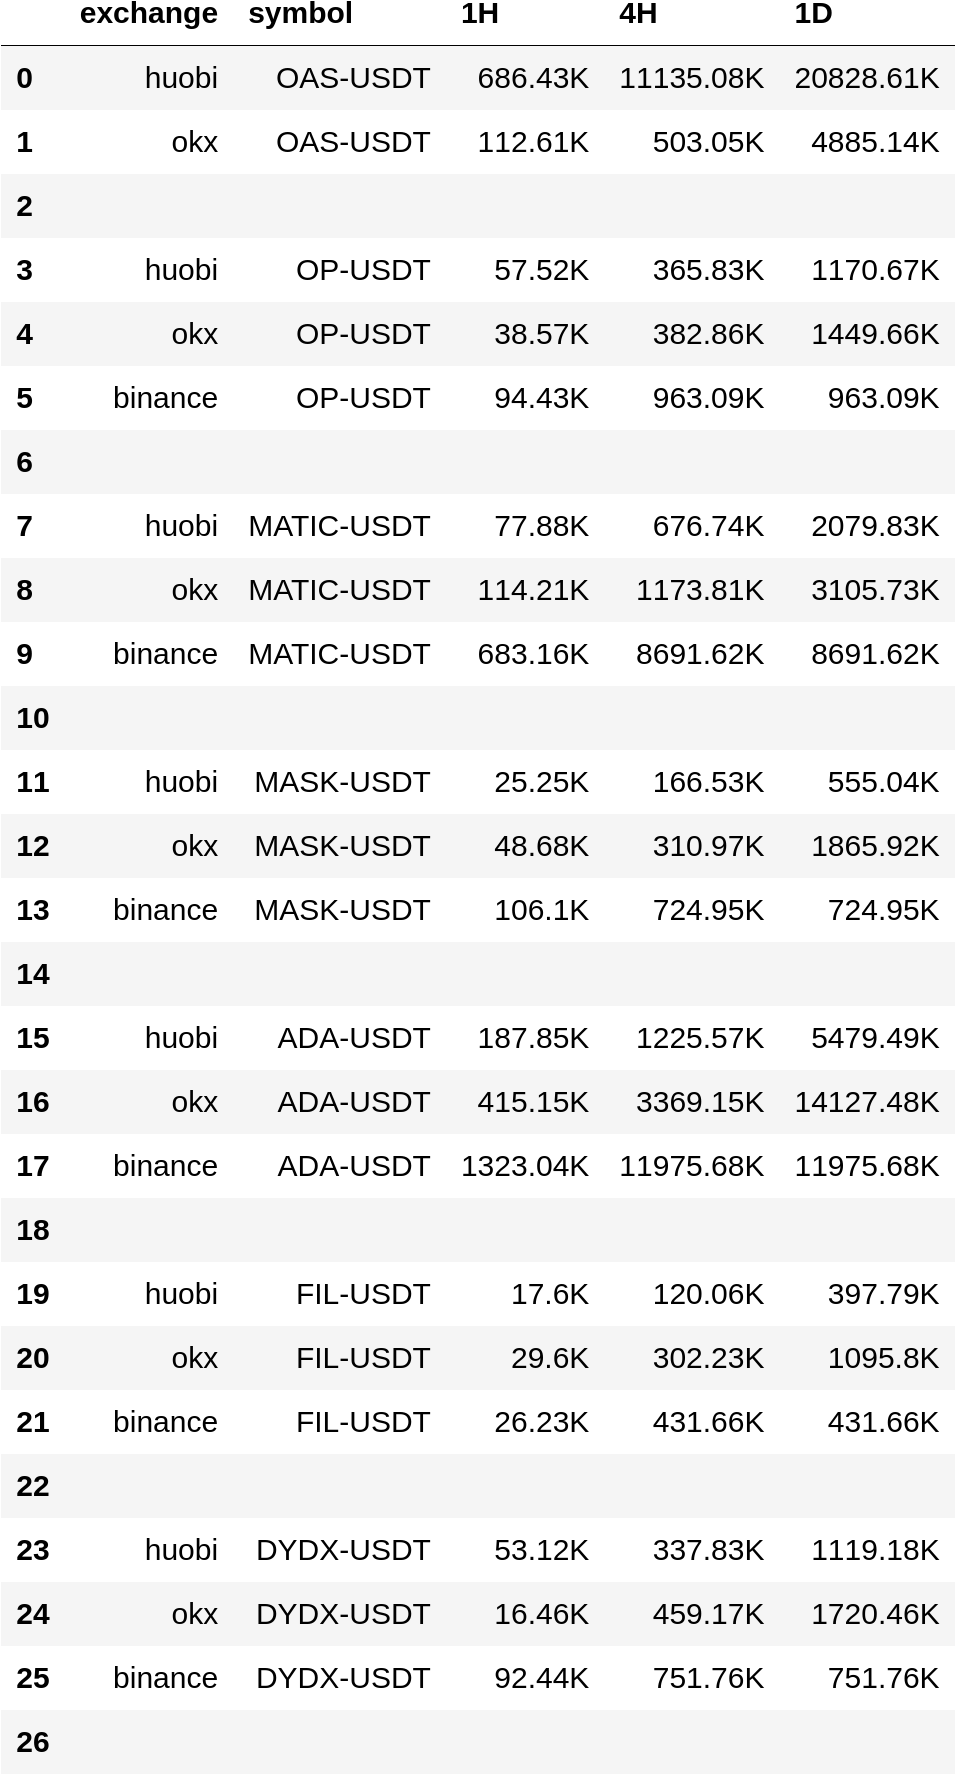 exchange symbol 1H 4H 1D
0 huobi OAS-USDT 686.43K 11135.08K 20828.61K
1 okx OAS-USDT 112.61K 503.05K 4885.14K
2
3 huobi OP-USDT 57.52K 365.83K 1170.67K
4 okx OP-USDT 38.57K 382.86K 1449.66K
5 binance OP-USDT 94.43K 963.09K 963.09K
6
7 huobi MATIC-USDT 77.88K 676.74K 2079.83K
8 okx MATIC-USDT 114.21K 1173.81K 3105.73K
9 binance MATIC-USDT 683.16K 8691.62K 8691.62K
10
11 huobi MASK-USDT 25.25K 166.53K 555.04K
12 okx MASK-USDT 48.68K 310.97K 1865.92K
13 binance MASK-USDT 106.1K 724.95K 724.95K
14
15 huobi ADA-USDT 187.85K 1225.57K 5479.49K
16 okx ADA-USDT 415.15K 3369.15K 14127.48K
17 binance ADA-USDT 1323.04K 11975.68K 11975.68K
18
19 huobi FIL-USDT 17.6K 120.06K 397.79K
20 okx FIL-USDT 29.6K 302.23K 1095.8K
21 binance FIL-USDT 26.23K 431.66K 431.66K
22
23 huobi DYDX-USDT 53.12K 337.83K 1119.18K
24 okx DYDX-USDT 16.46K 459.17K 1720.46K
25 binance DYDX-USDT 92.44K 751.76K 751.76K
26